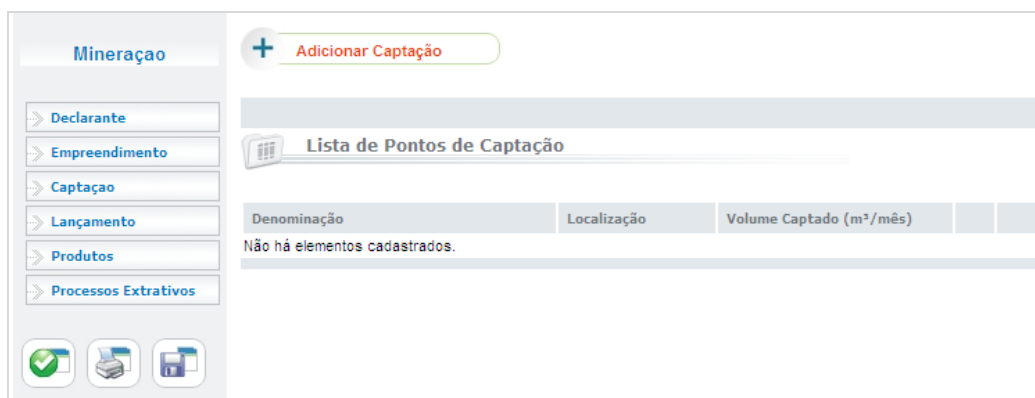 Mineraçao
Adicionar Captação
Declarante
Empreendimento
Captaçao
Lançamento
Produtos
Processos Extrativos
Lista de Pontos de Captação
Denominação Localização Volume Captado (m³/mês)
Não há elementos cadastrados.